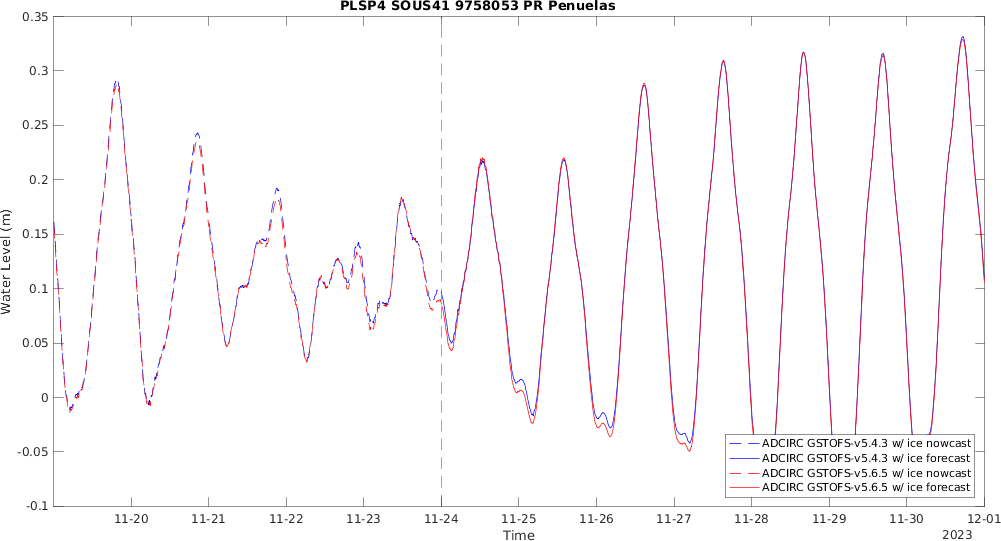 PLSP4 SOUS41 9758053 PR Penuelas
0.35
0.3
0.25
0.2
0.15
0.1
0.05
0
-0.05
-0.1
Water Level (m)
ADCIRC GSTOFS-v5.4.3 w/ ice nowcast
ADCIRC GSTOFS-v5.4.3 w/ ice forecast
ADCIRC GSTOFS-v5.6.5 w/ ice nowcast
ADCIRC GSTOFS-v5.6.5 w/ ice forecast
11-20 11-21 11-22 11-23 11-24 11-25 11-26 11-27 11-28 11-29 11-30 12-01
Time
2023